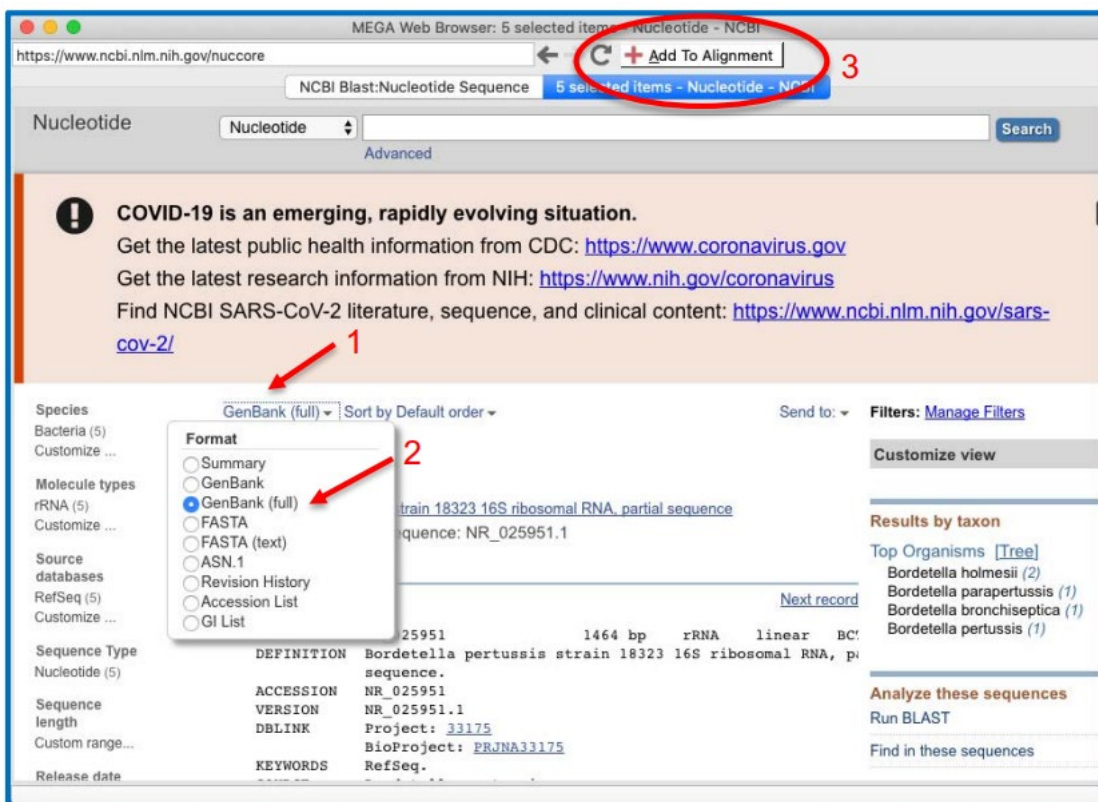 MEGA Web Browser: 5 selected items - Nucleotide - NCBI
https://www.ncbi.nlm.nih.gov/nuccore
Add To Alignment
3
NCBI Blast:Nucleotide Sequence
5 selected items - Nucleotide - NCBI
Nucleotide
Nucleotide
Search
Advanced
COVID-19 is an emerging, rapidly evolving situation.
Get the latest public health information from CDC: https://www.coronavirus.gov
Get the latest research information from NIH: https://www.nih.gov/coronavirus
Find NCBI SARS-CoV-2 literature, sequence, and clinical content: https://www.ncbi.nlm.nih.gov/sars-
cov-2/
1
Species
Bacteria (5)
Customize ...
Molecule types
rRNA (5)
Customize ...
Source
databases
RefSeq (5)
Customize ...
Sequence Type
Nucleotide (5)
Sequence
length
Custom range...
Release date
GenBank (full) Sort by Default order
Send to:
Format
Summary
GenBank
GenBank (full)
FASTA
FASTA (text)
ASN.1
Revision History
Accession List
GI List
2
strain 18323 16S ribosomal RNA, partial sequence
equence: NR_025951.1
Next record
25951 1464 bp rRNA linear
DEFINITION Bordetella pertussis strain 18323 16S ribosomal RNA,
sequence.
ACCESSION NR_025951
VERSION NR_025951.1
DBLINK Project: 33175
BioProject: PRJNA33175
KEYWORDS RefSeq.
Filters: Manage Filters
Customize view
Results by taxon
Top Organisms [Tree]
Bordetella holmesii (2)
Bordetella parapertussis (1)
Bordetella bronchiseptica (1)
Bordetella pertussis (1)
Analyze these sequences
Run BLAST
Find in these sequences